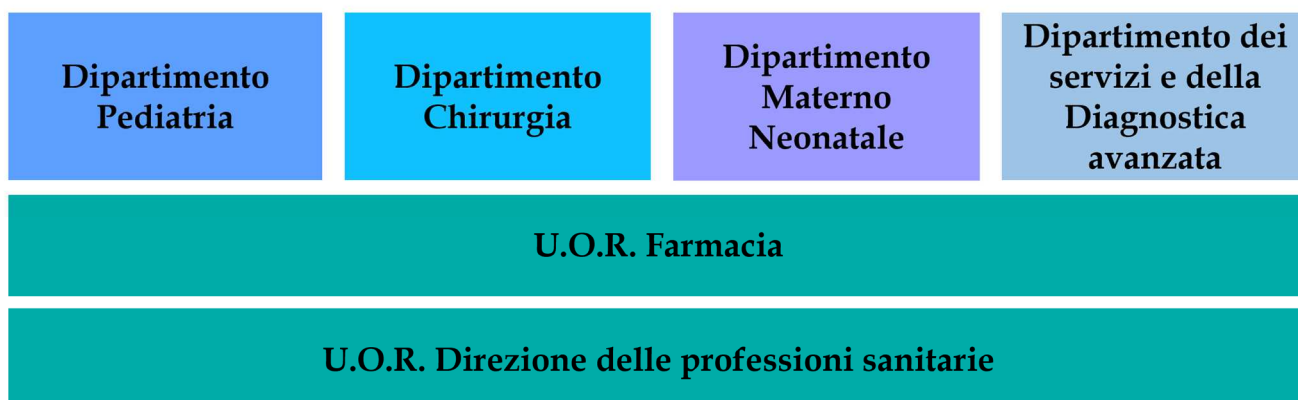 Dipartimento
Pediatria
Dipartimento
Chirurgia
Dipartimento
Materno
Neonatale
Dipartimento dei
servizi e della
Diagnostica
avanzata
U.O.R. Farmacia
U.O.R. Direzione delle professioni sanitarie